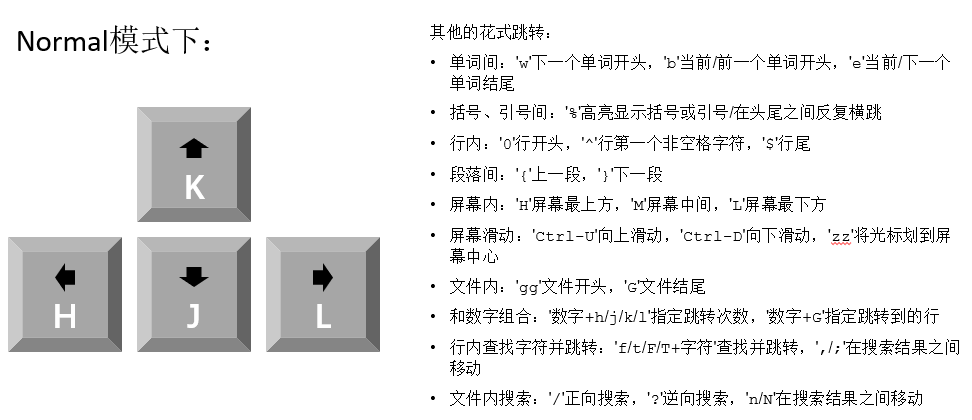 Normal模式下：
K
H
J
L
其他的花式跳转：
• 单词间：'w'下一个单词开头，'b'当前/前一个单词开头，'e'当前/下一个
单词结尾
• 括号、引号间：'%'高亮显示括号或引号/在头尾之间反复横跳
• 行内：'0'行开头，'^'行第一个非空格字符，'$'行尾
• 段落间：'{'上一段，'}'下一段
• 屏幕内：'H'屏幕最上方，'M'屏幕中间，'L'屏幕最下方
• 屏幕滑动：'Ctrl-U'向上滑动，'Ctrl-D'向下滑动，'zz'将光标划到屏
幕中心
• 文件内：'gg'文件开头，'G'文件结尾
• 和数字组合：'数字+h/j/k/l'指定跳转次数，'数字+G'指定跳转到的行
• 行内查找字符并跳转：'f/t/F/T+字符'查找并跳转，',/;'在搜索结果之间
移动
• 文件内搜索：'/'正向搜索，'?'逆向搜索，'n/N'在搜索结果之间移动